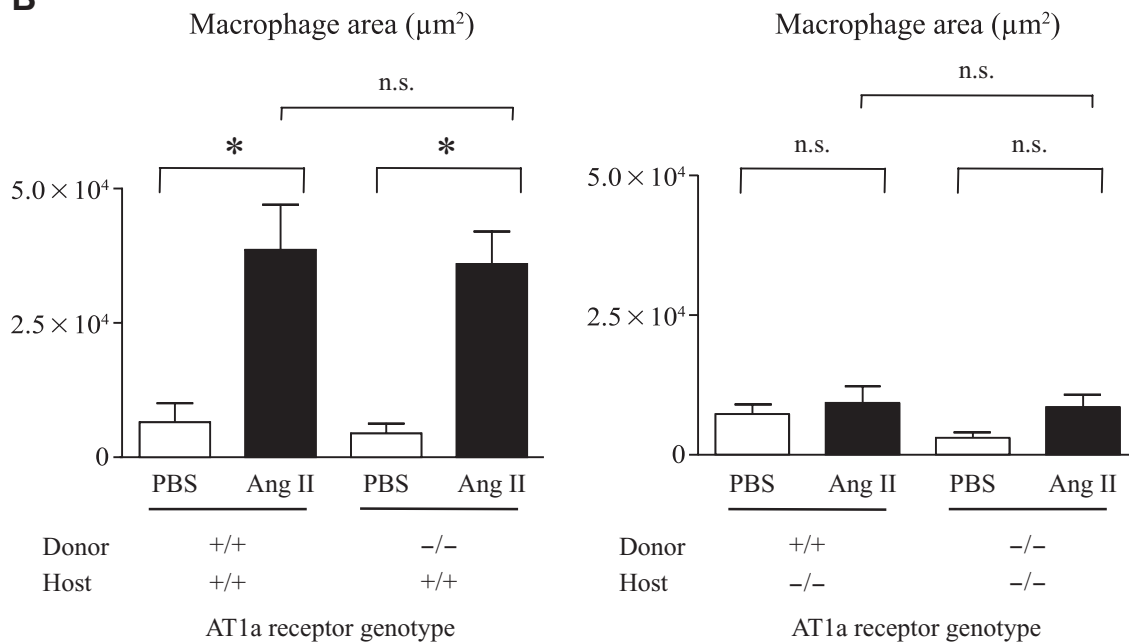 B
Macrophage area (µm²)
n.s.
* *
5.0 × 10⁴
2.5 × 10⁴
0
PBS Ang II PBS Ang II
Donor +/+ –/–
Host +/+ +/+
AT1a receptor genotype
Macrophage area (µm²)
n.s.
n.s. n.s.
5.0 × 10⁴
2.5 × 10⁴
0
PBS Ang II PBS Ang II
Donor +/+ –/–
Host –/– –/–
AT1a receptor genotype